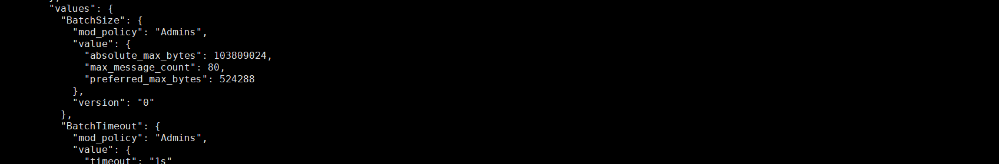 },
"values": {
"BatchSize": {
"mod_policy": "Admins",
"value": {
"absolute_max_bytes": 103809024,
"max_message_count": 80,
"preferred_max_bytes": 524288
},
"version": "0"
},
"BatchTimeout": {
"mod_policy": "Admins",
"value": {
"timeout": "1s"